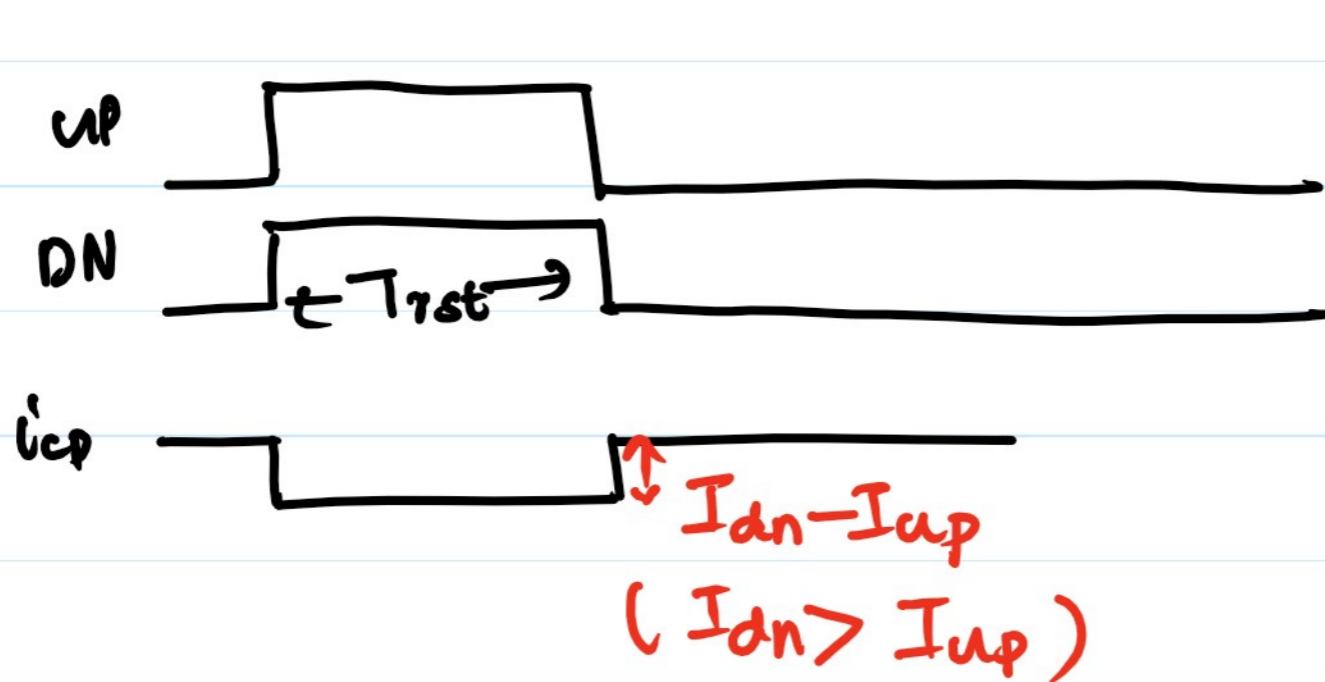 UP
DN
← Trst →
icp
Idn - Iup
( Idn > Iup )